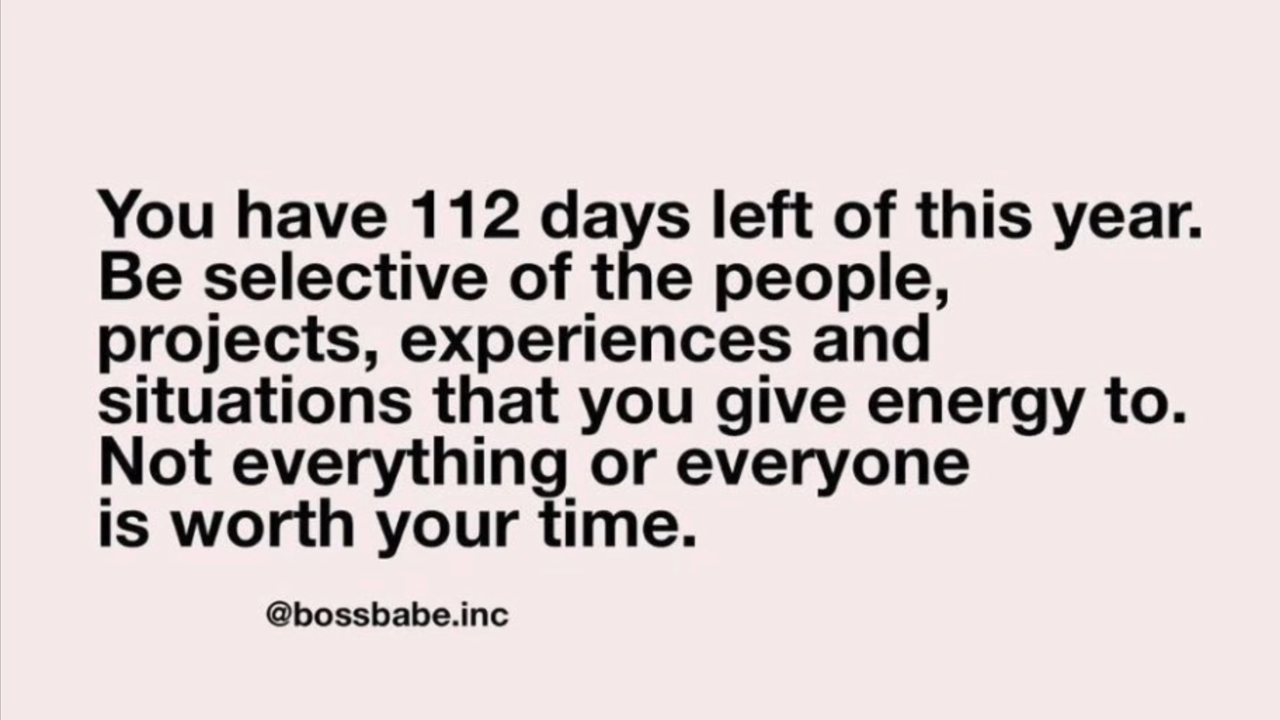 You have 112 days left of this year.
Be selective of the people,
projects, experiences and
situations that you give energy to.
Not everything or everyone
is worth your time.
@bossbabe.inc